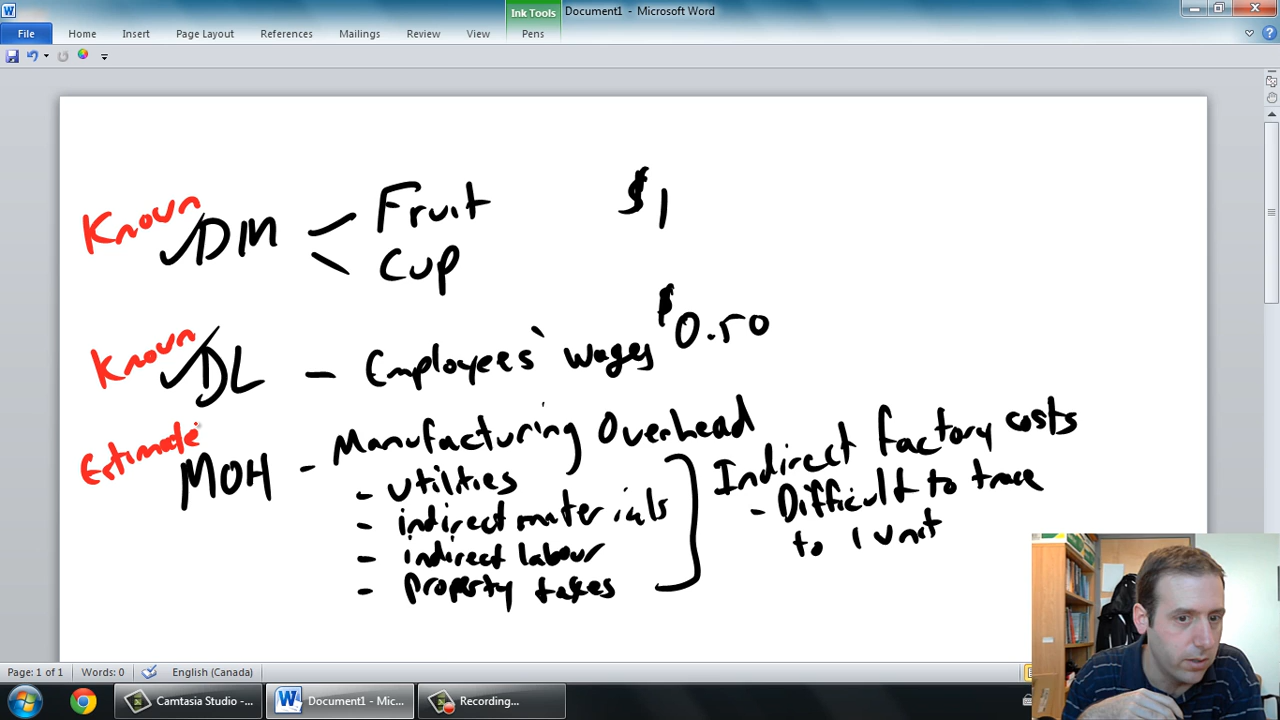 Ink Tools
Document1 - Microsoft Word
File Home Insert Page Layout References Mailings Review View Pens
Known
DM
Fruit
Cup
$1
Known
DL - Employees' wages $0.50
Estimate
MOH - Manufacturing Overhead
- utilties
- indirect materials
- indirect labour
- Property taxes
Indirect factory costs
- Difficult to trace
to 1 unit
Page: 1 of 1 Words: 0 English (Canada)
Camtasia Studio -... Document1 - Mic... Recording...